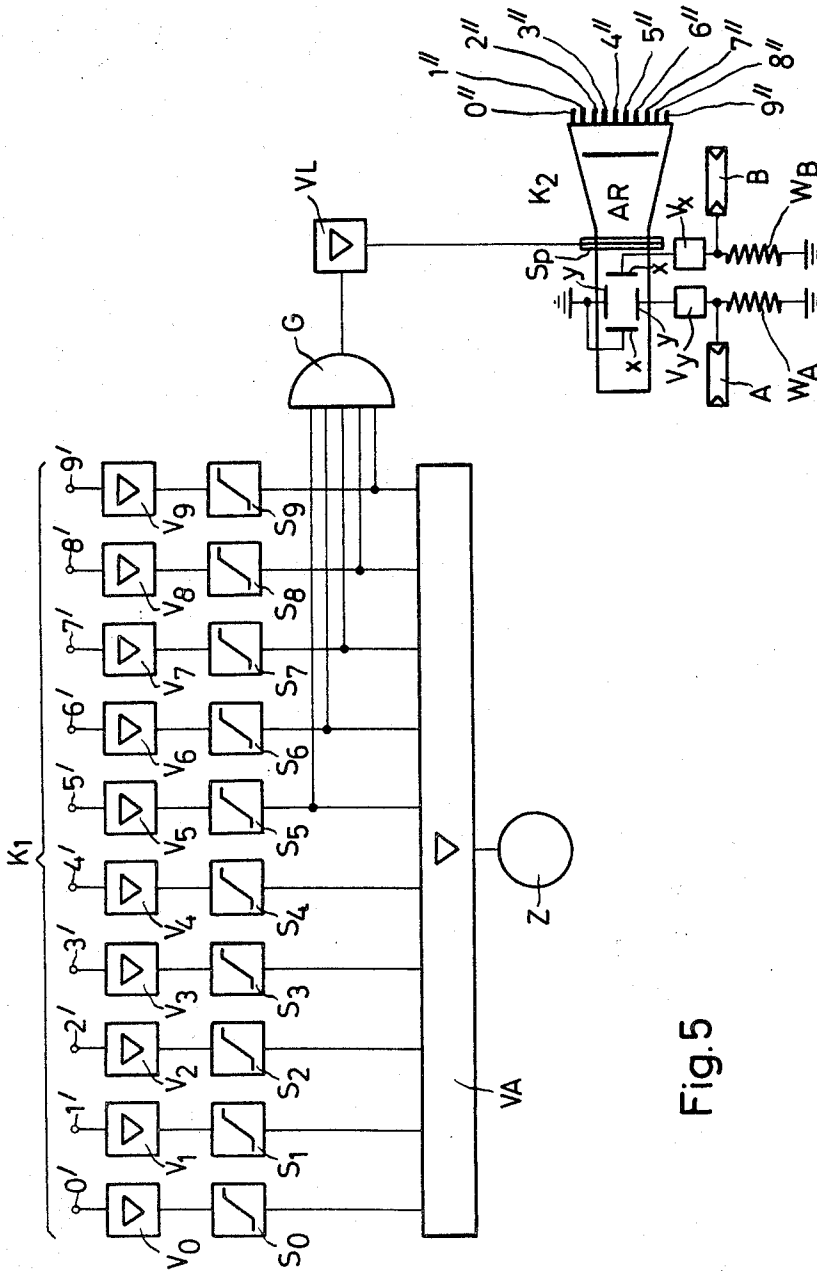 K1
0' 1' 2' 3' 4' 5' 6' 7' 8' 9'
V0 V1 V2 V3 V4 V5 V6 V7 V8 V9
S0 S1 S2 S3 S4 S5 S6 S7 S8 S9
G
VL
VA
Z
0" 1" 2" 3" 4" 5" 6" 7" 8" 9"
K2
AR
Sp
y
x
x
y
Vy
Vx
A
B
WA
WB
Fig.5